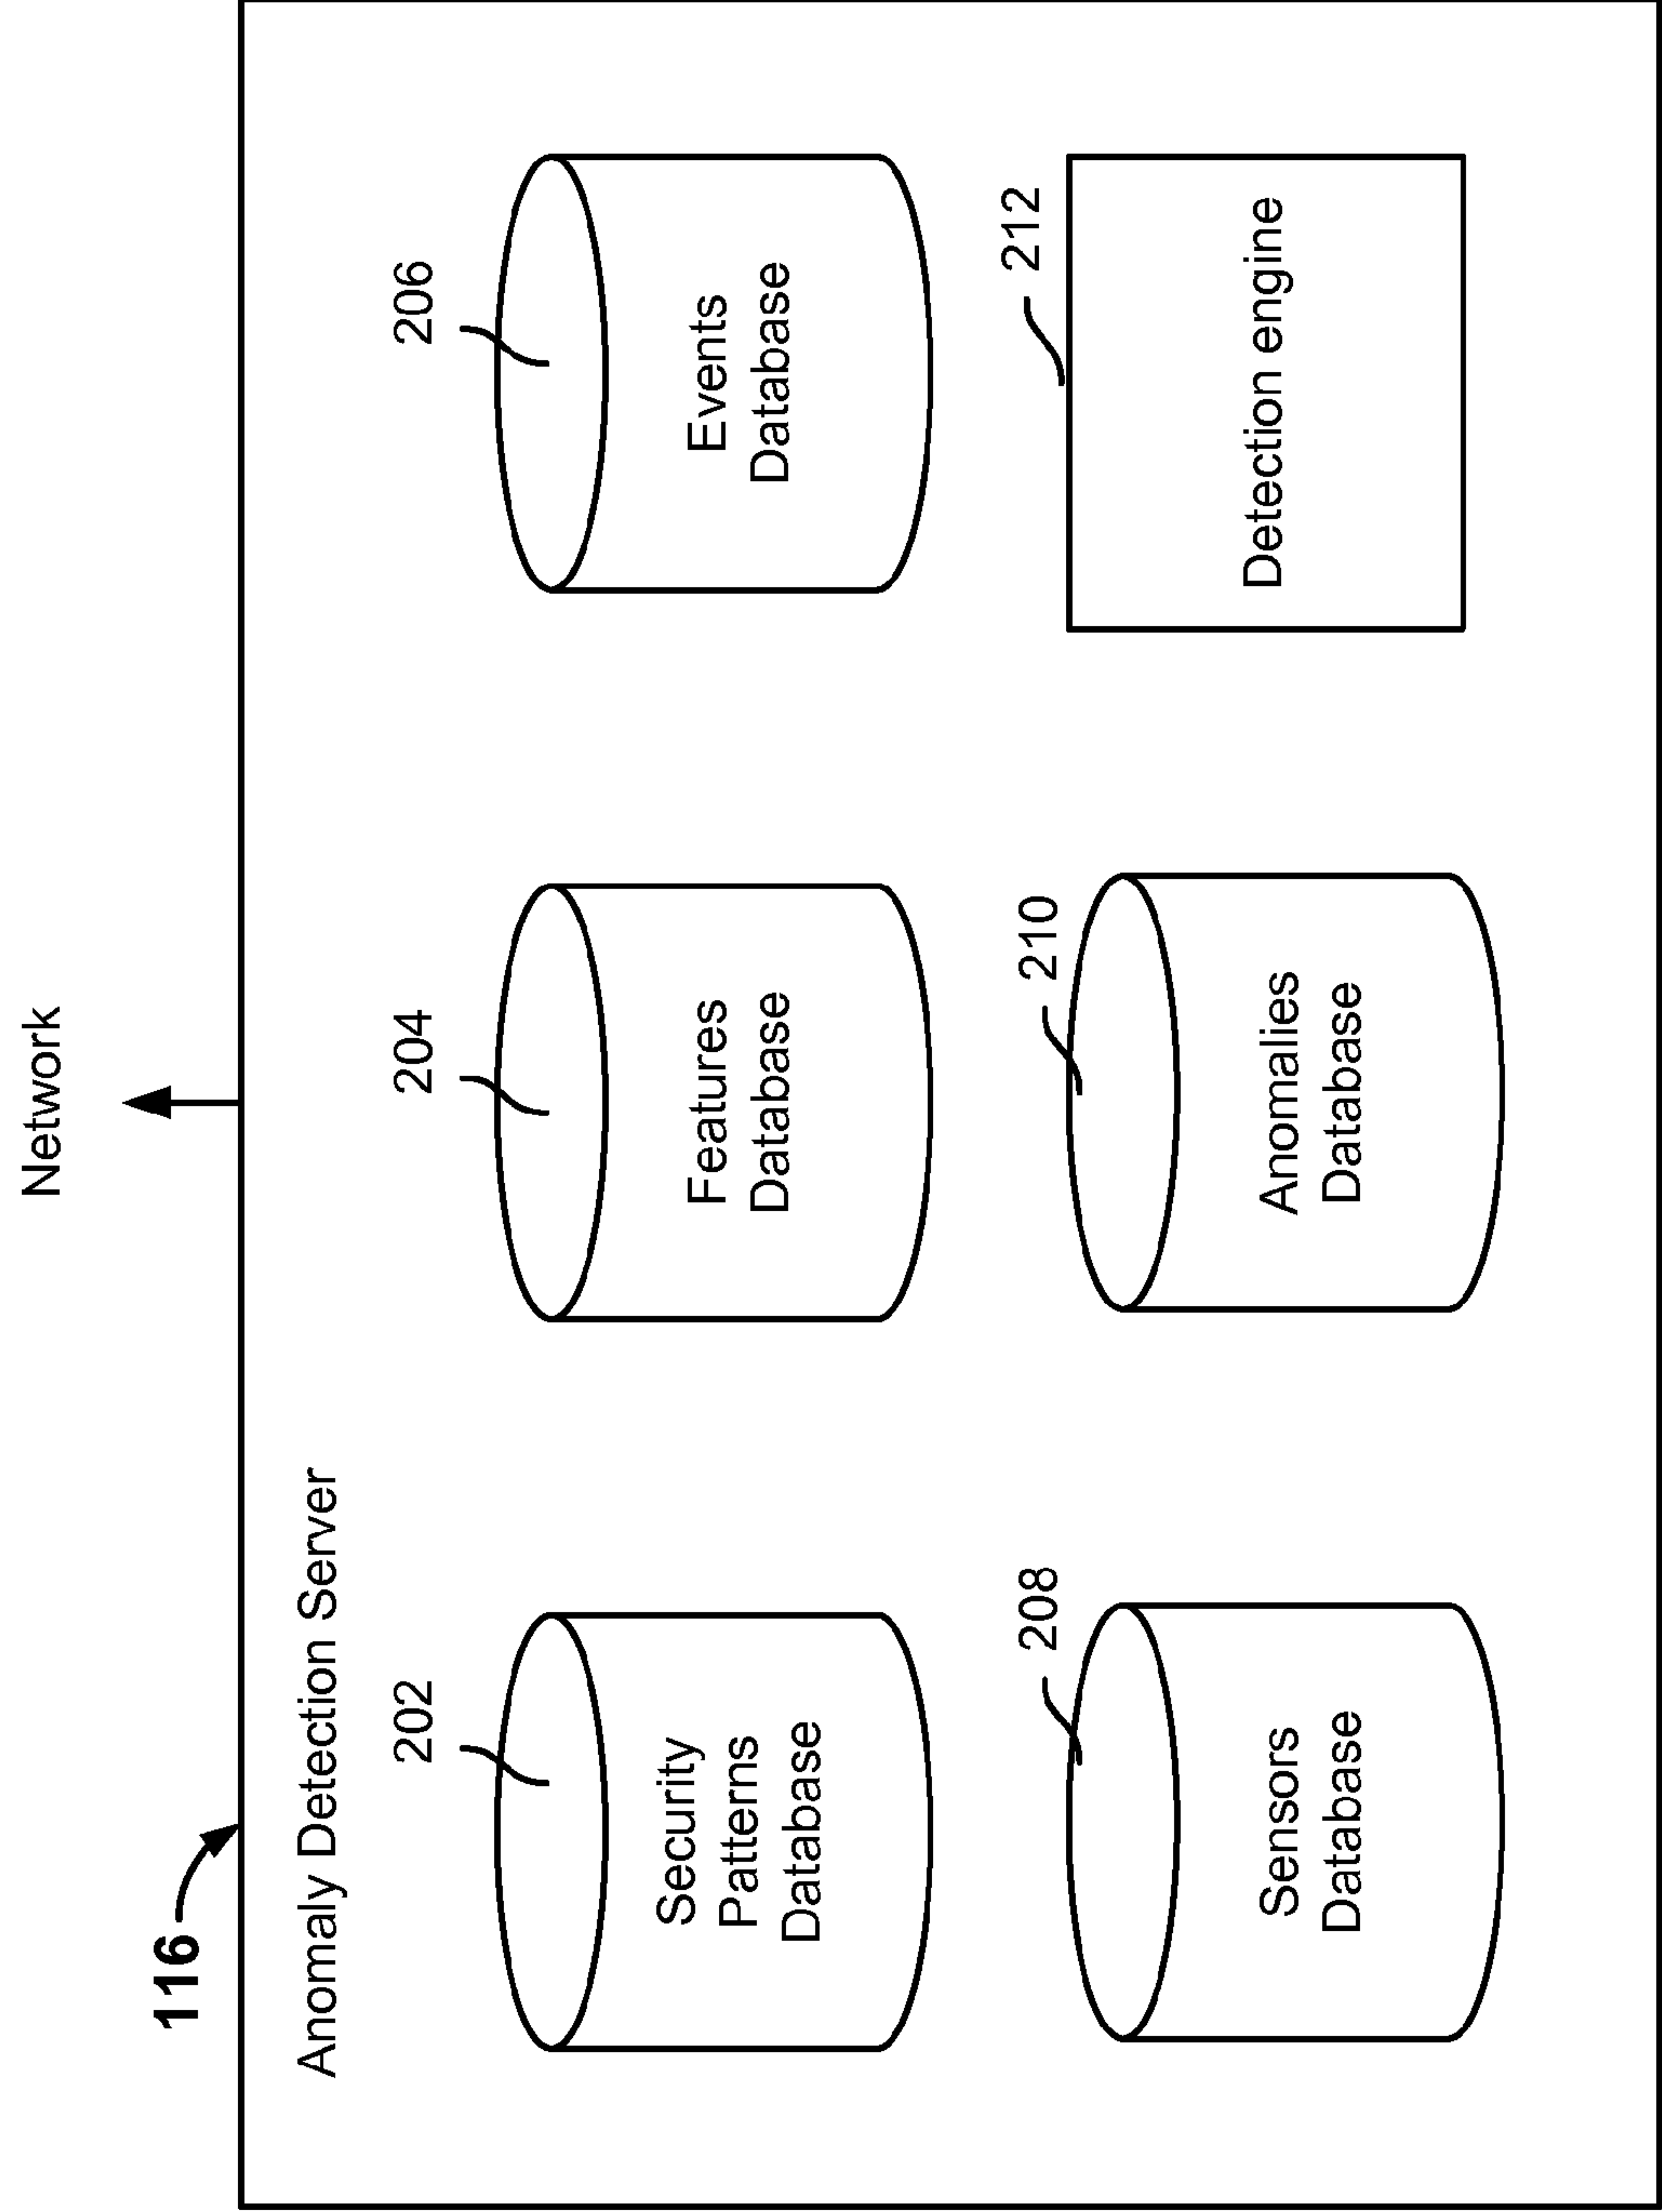 Network
116
Anomaly Detection Server
202
Security
Patterns
Database
204
Features
Database
206
Events
Database
208
Sensors
Database
210
Anomalies
Database
212
Detection engine